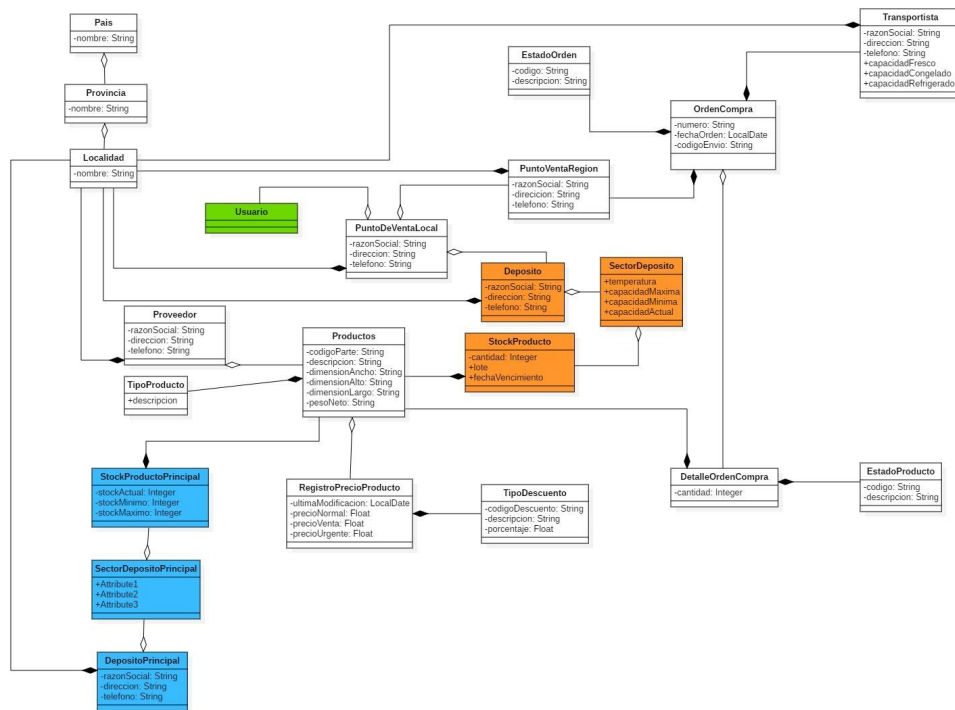 Pais
-nombre: String
Provincia
-nombre: String
Localidad
-nombre: String
EstadoOrden
-codigo: String
-descripcion: String
Transportista
-razonSocial: String
-direccion: String
-telefono: String
+capacidadFresco
+capacidadCongelado
+capacidadRefrigerado
OrdenCompra
-numero: String
-fechaOrden: LocalDate
-codigoEnvio: String
PuntoVentaRegion
-razonSocial: String
-direicion: String
-telefono: String
Usuario
PuntoDeVentaLocal
-razonSocial: String
-direccion: String
-telefono: String
Deposito
-razonSocial: String
-direccion: String
-telefono: String
SectorDeposito
+temperatura
+capacidadMaxima
+capacidadMinima
+capacidadActual
Proveedor
-razonSocial: String
-direccion: String
-telefono: String
Productos
-codigoParte: String
-descripcion: String
-dimensionAncho: String
-dimensionAlto: String
-dimensionLargo: String
-pesoNeto: String
StockProducto
-cantidad: Integer
+lote
+fechaVencimiento
TipoProducto
+descripcion
StockProductoPrincipal
-stockActual: Integer
-stockMinimo: Integer
-stockMaximo: Integer
RegistroPrecioProducto
-ultimaModificacion: LocalDate
-precioNormal: Float
-precioVenta: Float
-precioUrgente: Float
TipoDescuento
-codigoDescuento: String
-descripcion: String
-porcentaje: Float
DetalleOrdenCompra
-cantidad: Integer
EstadoProducto
-codigo: String
-descripcion: String
SectorDepositoPrincipal
+Attribute1
+Attribute2
+Attribute3
DepositoPrincipal
-razonSocial: String
-direccion: String
-telefono: String